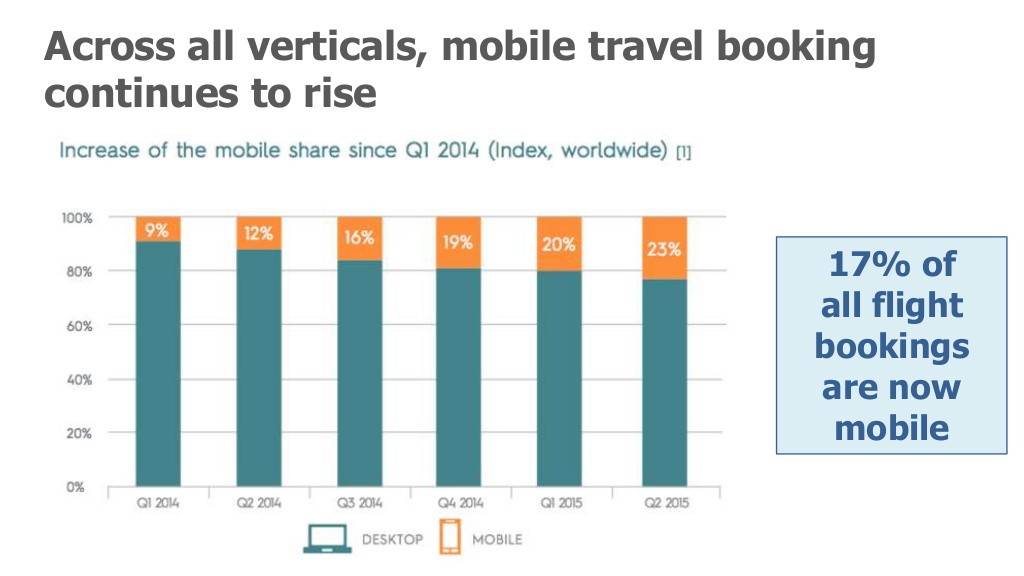 Across all verticals, mobile travel booking
continues to rise
Increase of the mobile share since Q1 2014 (Index, worldwide) [1]
100%
80%
60%
40%
20%
0%
9%
12%
16%
19%
20%
23%
Q1 2014
Q2 2014
Q3 2014
Q4 2014
Q1 2015
Q2 2015
DESKTOP
MOBILE
17% of
all flight
bookings
are now
mobile